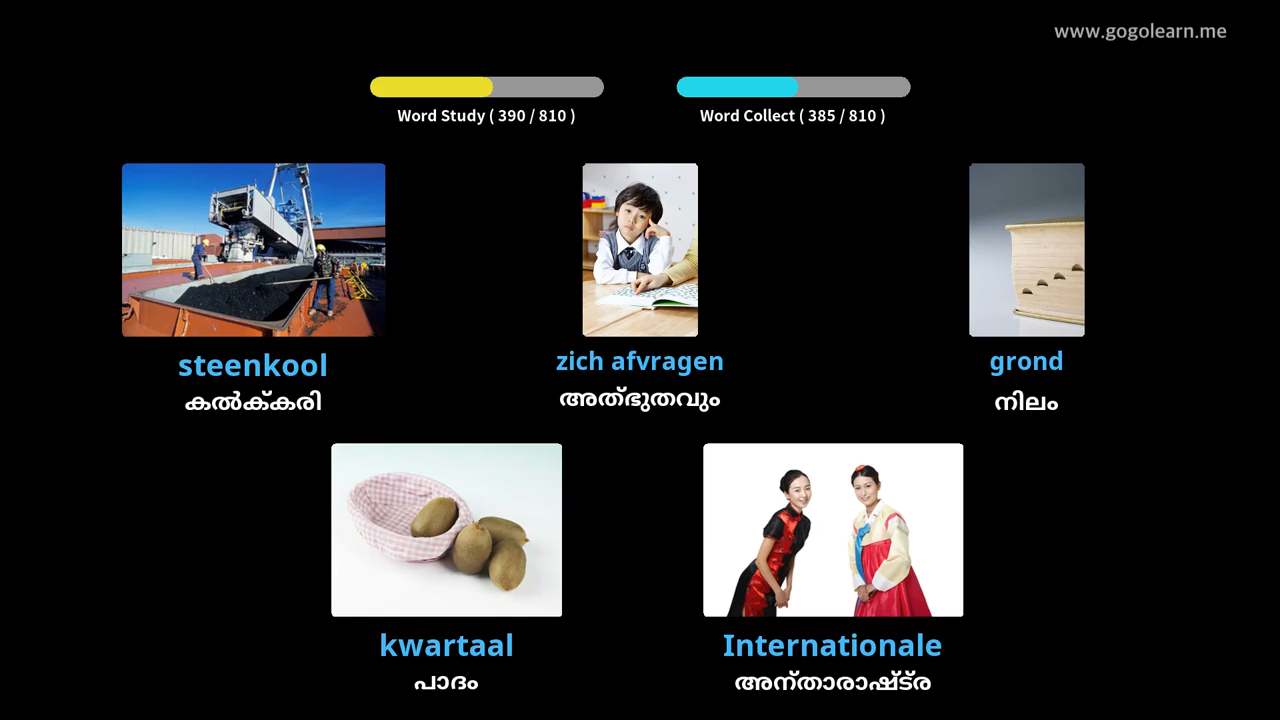 www.gogolearn.me
Word Study ( 390 / 810 )
Word Collect ( 385 / 810 )
steenkool
കൽക്കരി
zich afvragen
അത്ഭുതവും
grond
നിലം
kwartaal
പാദം
Internationale
അന്താരാഷ്ട്ര